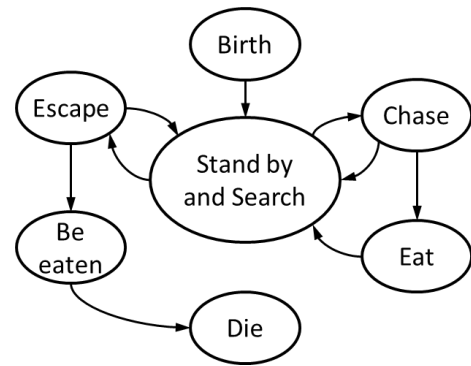 Birth
Escape
Chase
Stand by
and Search
Be
eaten
Eat
Die